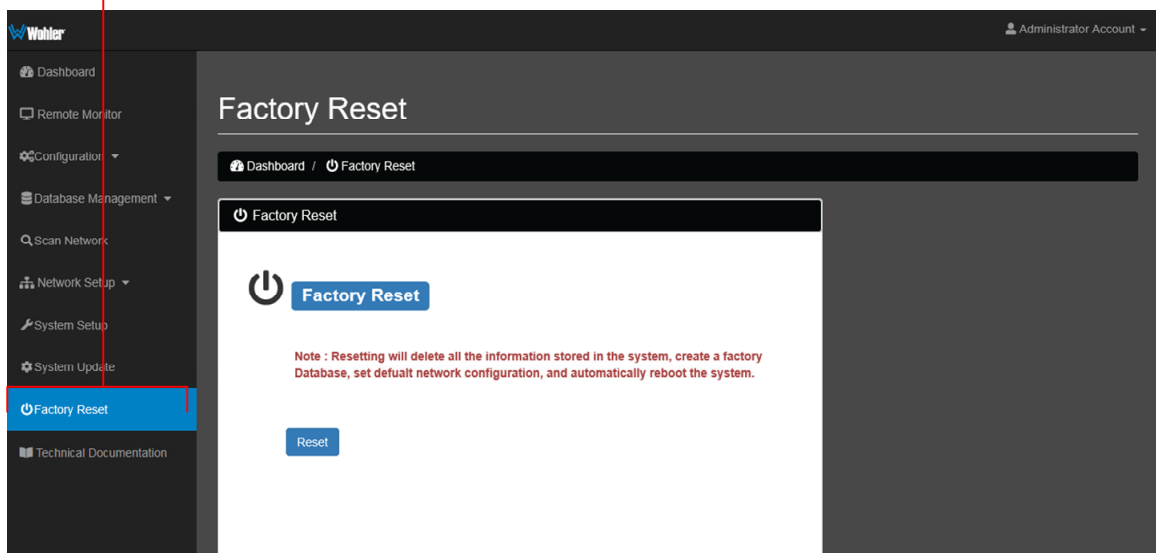 Wohler
Administrator Account
Dashboard
Remote Monitor
Configuration
Database Management
Scan Network
Network Setup
System Setup
System Update
Factory Reset
Technical Documentation
Factory Reset
Dashboard / Factory Reset
Factory Reset
Factory Reset
Note : Resetting will delete all the information stored in the system, create a factory
Database, set defualt network configuration, and automatically reboot the system.
Reset